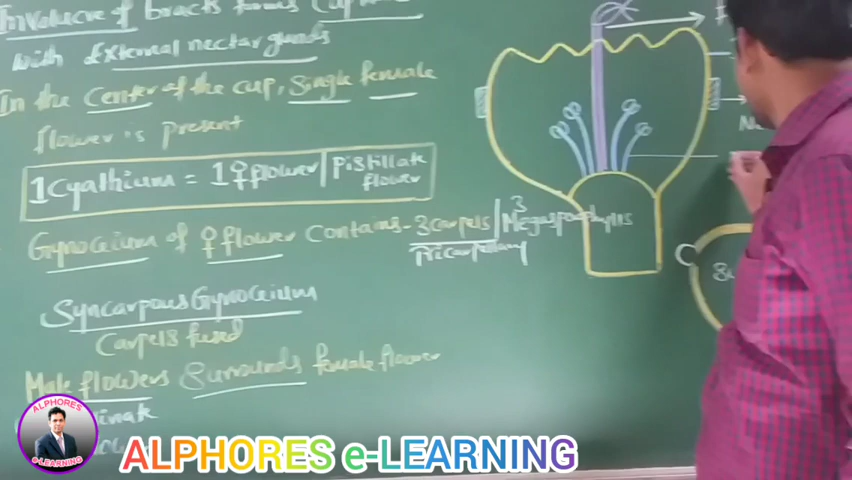 Involucre of bracts forms Cup
with external nectar glands
In the Center of the cup, Single female
flower is present
1 Cyathium = 1 ♀ flower / Pistillate
flower
Gynoecium of ♀ flower contains - 3 Carpels / 3 Megasporophylls
Tricarpellary
Syncarpous Gynoecium
Carpels fused
Male flowers Surrounds female flower
ALPHORES
e-LEARNING
ALPHORES e-LEARNING